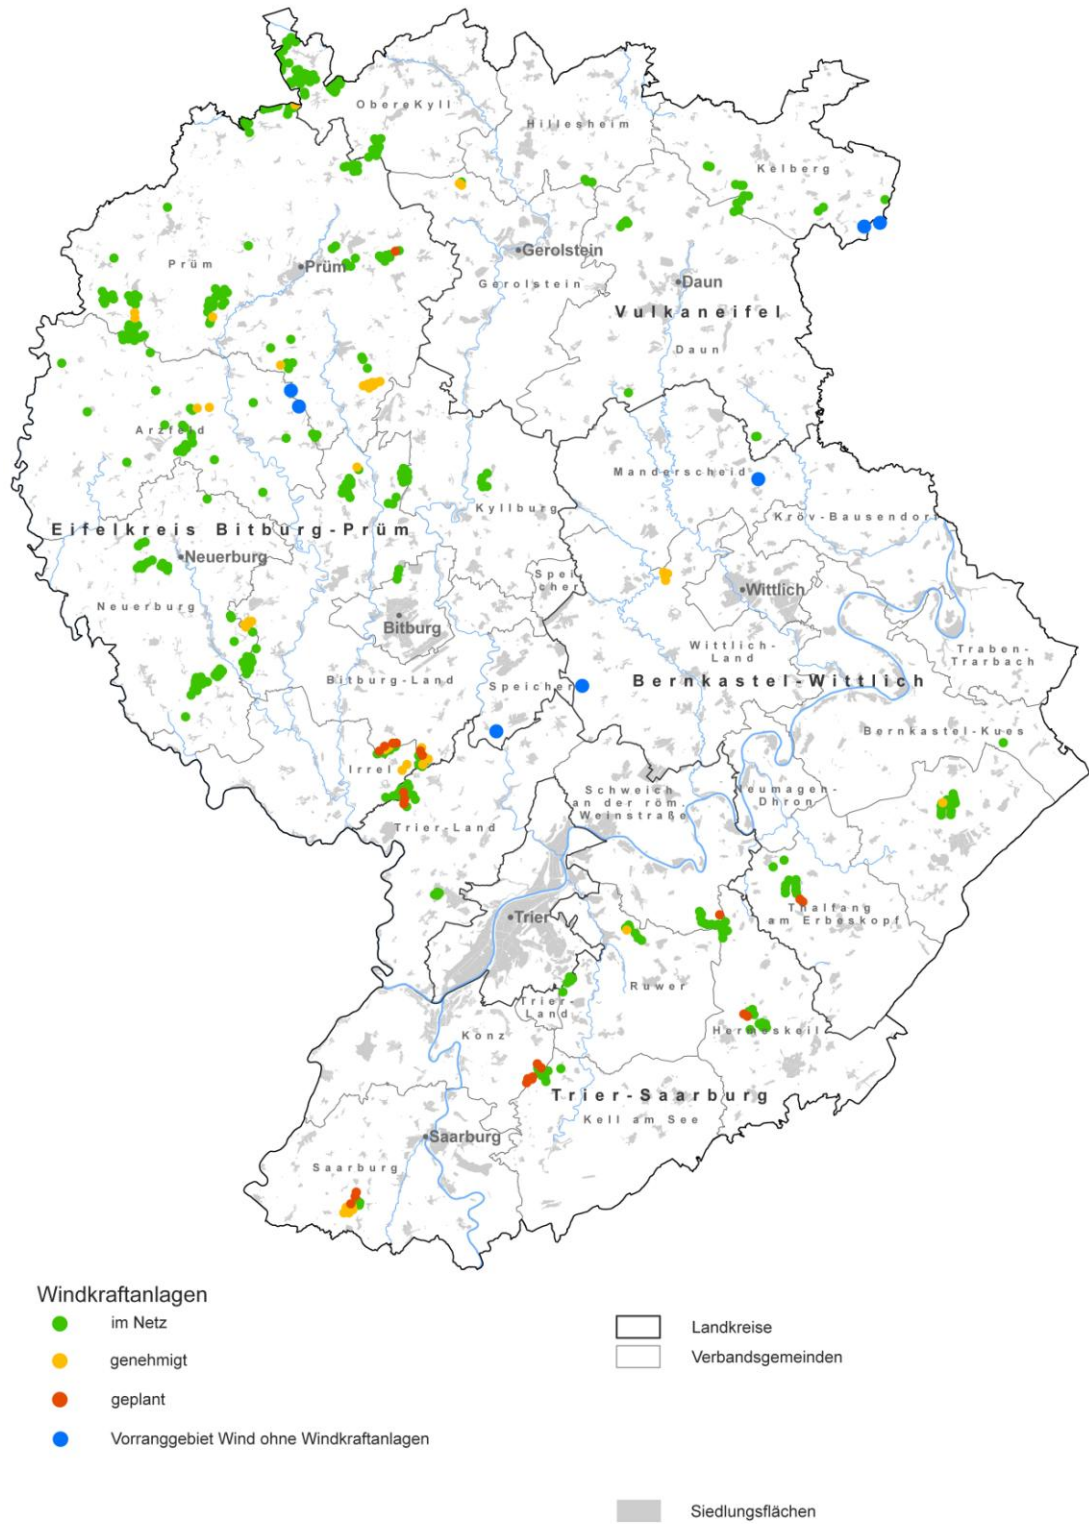 Obere Kyll
Hillesheim
Kelberg
Prüm
Prüm
Gerolstein
Gerolstein
Daun
Vulkaneifel
Daun
Arzfeld
Manderscheid
Kyllburg
Kröv-Bausendorf
Eifelkreis Bitburg-Prüm
Neuerburg
Spei
cher
Wittlich
Neuerburg
Bitburg
Wittlich-
Land
Traben-
Trarbach
Bitburg-Land
Speicher
Bernkastel-Wittlich
Bernkastel-Kues
Irrel
Schweich
an der röm.
Weinstraße
Neumagen-
Dhron
Trier-Land
Trier
Thalfang
am Erbeskopf
Ruwer
Trier-
Land
Konz
Hermeskeil
Trier-Saarburg
Kell am See
Saarburg
Saarburg
Windkraftanlagen
im Netz
genehmigt
geplant
Vorranggebiet Wind ohne Windkraftanlagen
Landkreise
Verbandsgemeinden
Siedlungsflächen